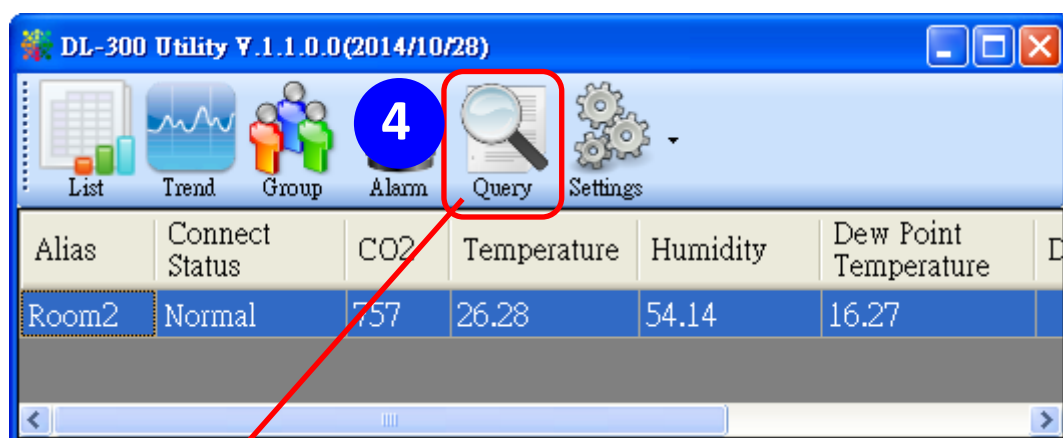 DL-300 Utility V.1.1.0.0(2014/10/28)
4
List Trend Group Alarm Query Settings
Alias Connect Status CO2 Temperature Humidity Dew Point Temperature D
Room2 Normal 757 26.28 54.14 16.27